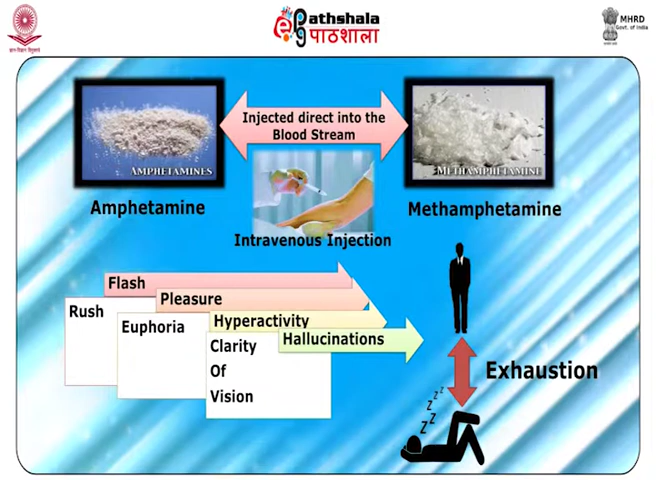 ePathshala
पाठशाला
MHRD
Govt. of India
Injected direct into the
Blood Stream
AMPHETAMINES
METHAMPHETAMINE
Amphetamine
Methamphetamine
Intravenous Injection
Flash
Pleasure
Rush
Euphoria
Hyperactivity
Hallucinations
Clarity
Of
Vision
Exhaustion
z z z
z
z
Z
Z